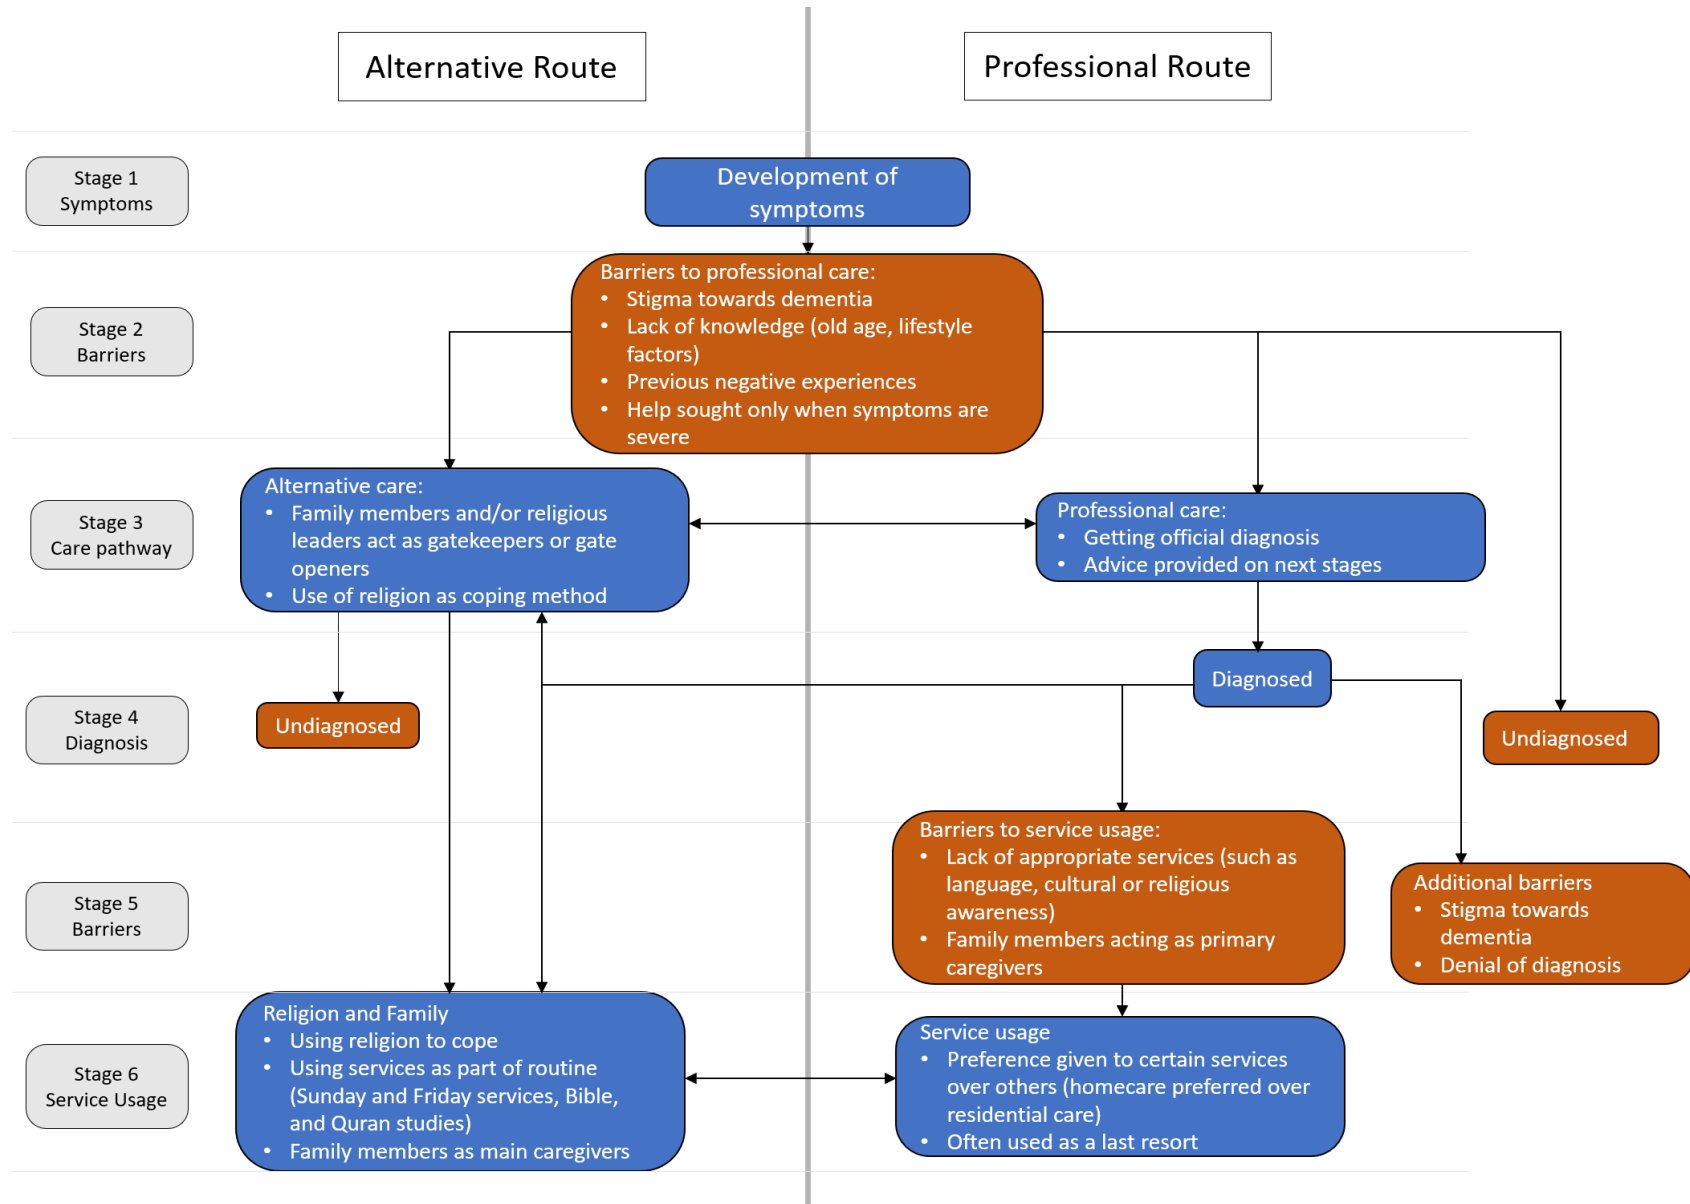 Alternative Route
Professional Route
Stage 1
Symptoms
Development of
symptoms
Stage 2
Barriers
Barriers to professional care:
• Stigma towards dementia
• Lack of knowledge (old age, lifestyle
factors)
• Previous negative experiences
• Help sought only when symptoms are
severe
Stage 3
Care pathway
Alternative care:
• Family members and/or religious
leaders act as gatekeepers or gate
openers
• Use of religion as coping method
Professional care:
• Getting official diagnosis
• Advice provided on next stages
Stage 4
Diagnosis
Undiagnosed
Diagnosed
Undiagnosed
Stage 5
Barriers
Barriers to service usage:
• Lack of appropriate services (such as
language, cultural or religious
awareness)
• Family members acting as primary
caregivers
Additional barriers
• Stigma towards
dementia
• Denial of diagnosis
Stage 6
Service Usage
Religion and Family
• Using religion to cope
• Using services as part of routine
(Sunday and Friday services, Bible,
and Quran studies)
• Family members as main caregivers
Service usage
• Preference given to certain services
over others (homecare preferred over
residential care)
• Often used as a last resort